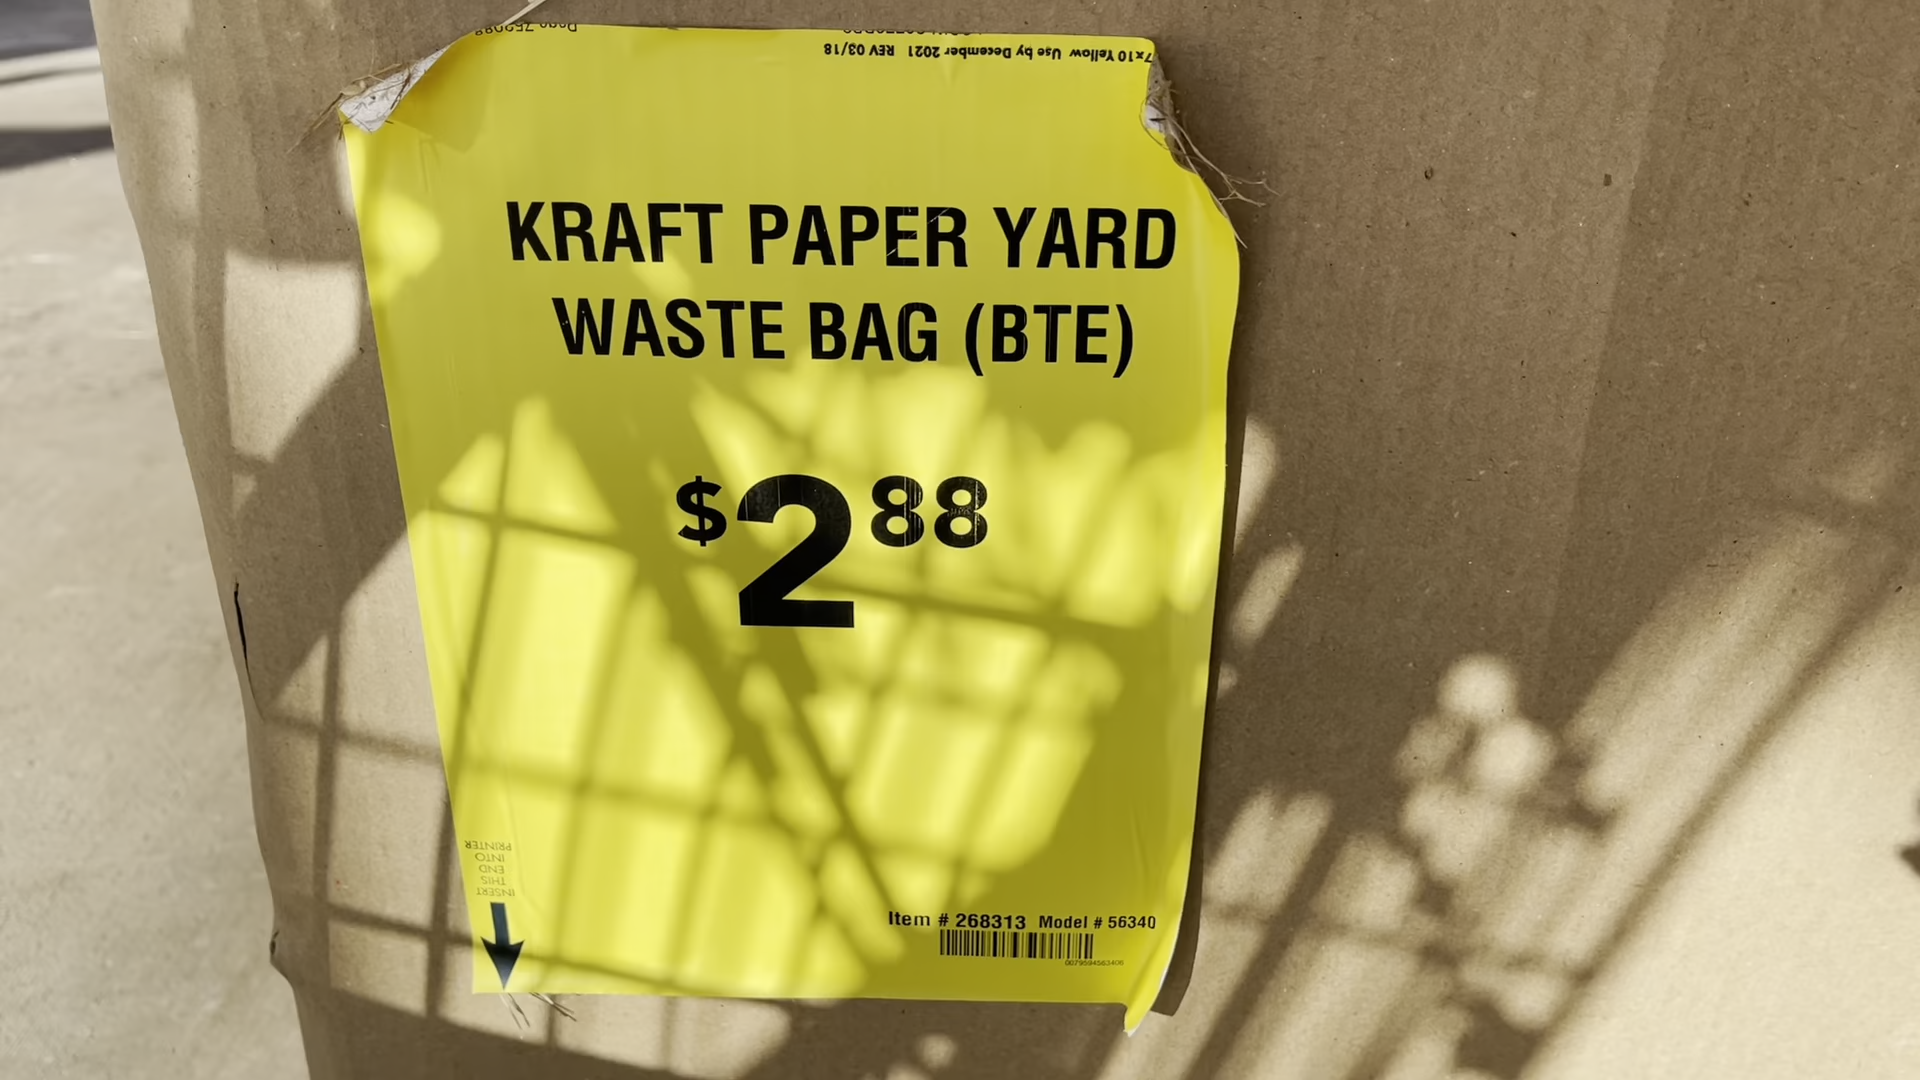 7x10 Yellow Use by December 2021 REV 03/18
KRAFT PAPER YARD
WASTE BAG (BTE)
$2 88
INSERT
THIS
END
INTO
PRINTER
Item # 268313 Model # 56340